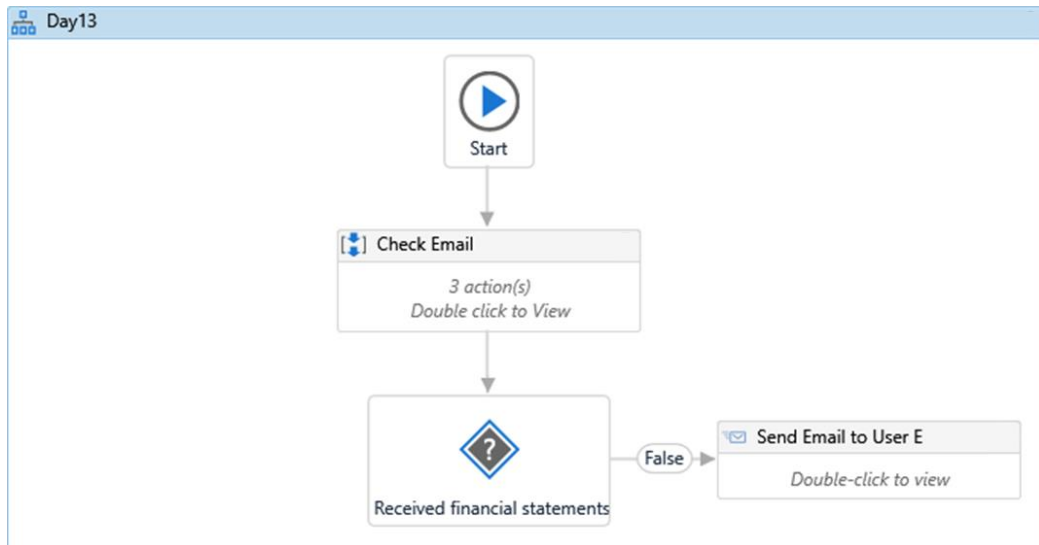 Day13
Start
Check Email
3 action(s)
Double click to View
?
Received financial statements
False
Send Email to User E
Double-click to view